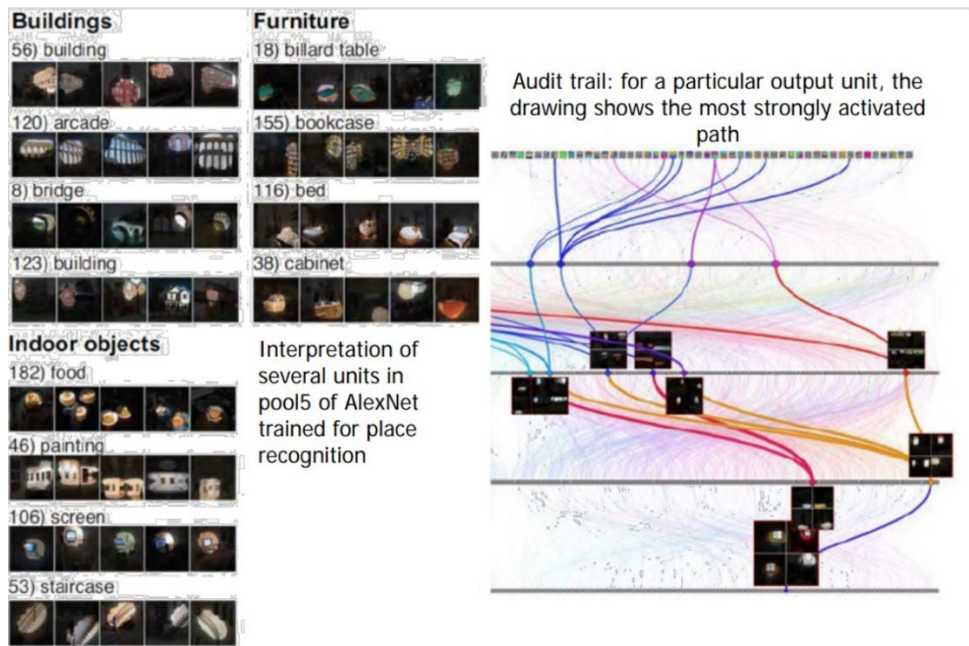 Buildings
56) building
120) arcade
8) bridge
123) building
Furniture
18) billard table
155) bookcase
116) bed
38) cabinet
Indoor objects
182) food
46) painting
106) screen
53) staircase
Interpretation of
several units in
pool5 of AlexNet
trained for place
recognition
Audit trail: for a particular output unit, the
drawing shows the most strongly activated
path